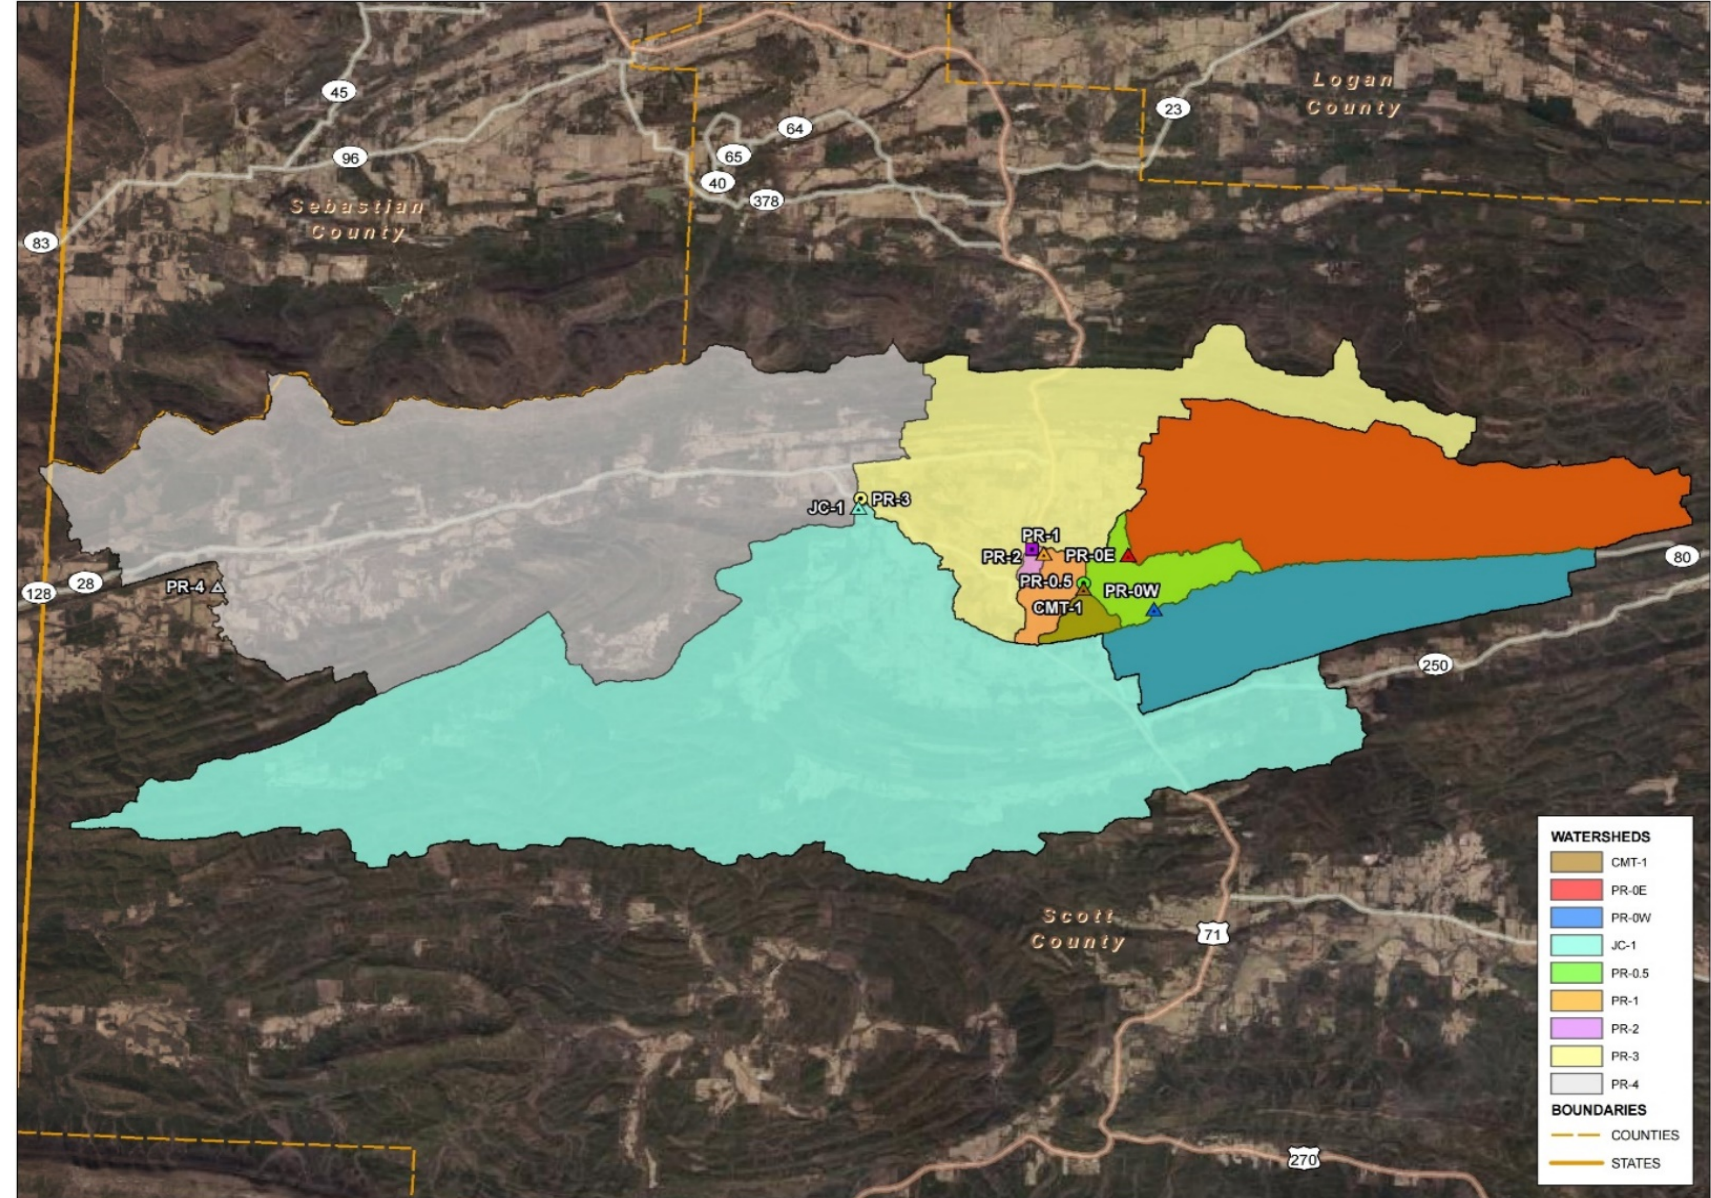 Logan
County
45
23
64
96
65
40
378
Sebastian
County
83
JC-1
PR-3
PR-1
PR-2
PR-0E
80
128
28
PR-4
PR-0.5
PR-0W
CMT-1
250
Scott
County
71
270
WATERSHEDS
CMT-1
PR-0E
PR-0W
JC-1
PR-0.5
PR-1
PR-2
PR-3
PR-4
BOUNDARIES
COUNTIES
STATES